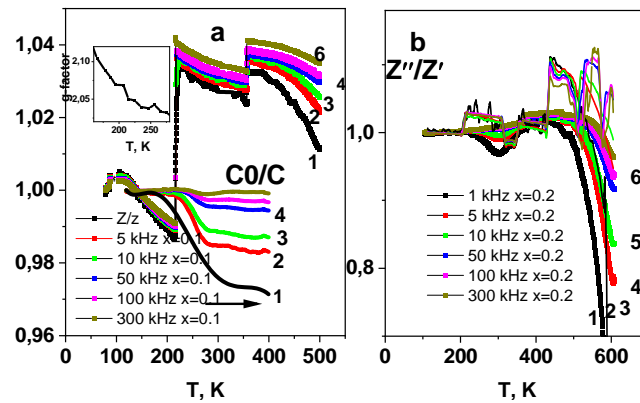 1,04
1,02
1,00
0,98
0,96
0 100 200 300 400 500
T, K
a
g factor
2,10
2,05
200 250
T, K
6
4
3
2
1
C0/C
4
3
2
1
Z/z
5 kHz x=0.1
10 kHz x=0.1
50 kHz x=0.1
100 kHz x=0.1
300 kHz x=0.1
b
Z''/Z'
1,0
0,8
0 200 400 600
T, K
1 kHz x=0.2
5 kHz x=0.2
10 kHz x=0.2
50 kHz x=0.2
100 kHz x=0.2
300 kHz x=0.2
6
5
4
1 2 3